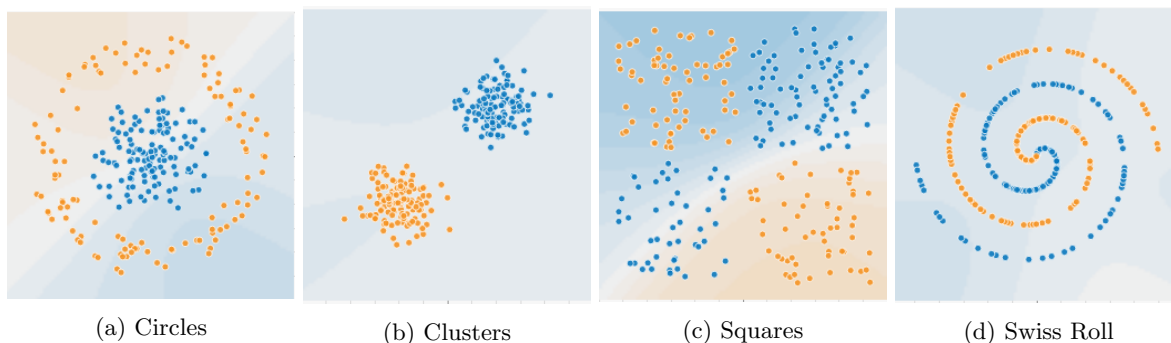 (a) Circles
(b) Clusters
(c) Squares
(d) Swiss Roll